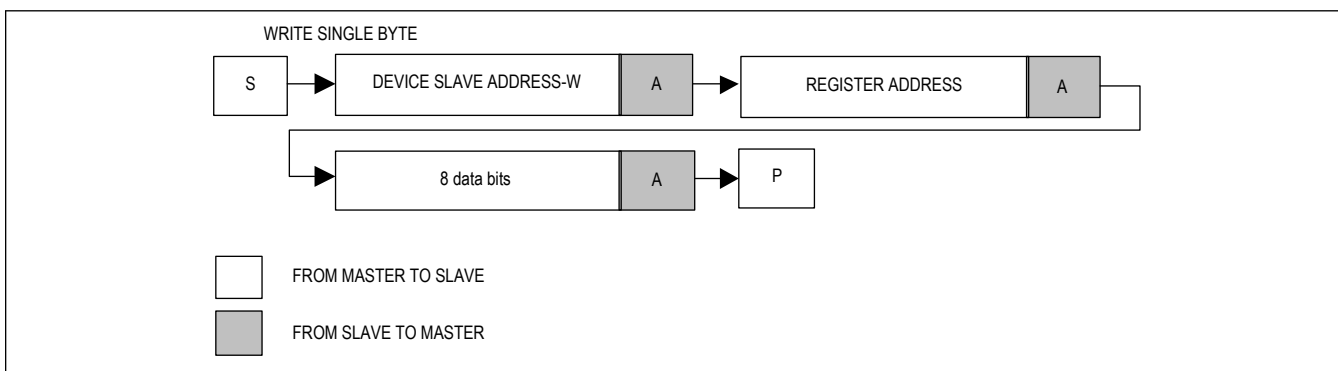 WRITE SINGLE BYTE
S DEVICE SLAVE ADDRESS-W A REGISTER ADDRESS A
8 data bits A P
FROM MASTER TO SLAVE
FROM SLAVE TO MASTER